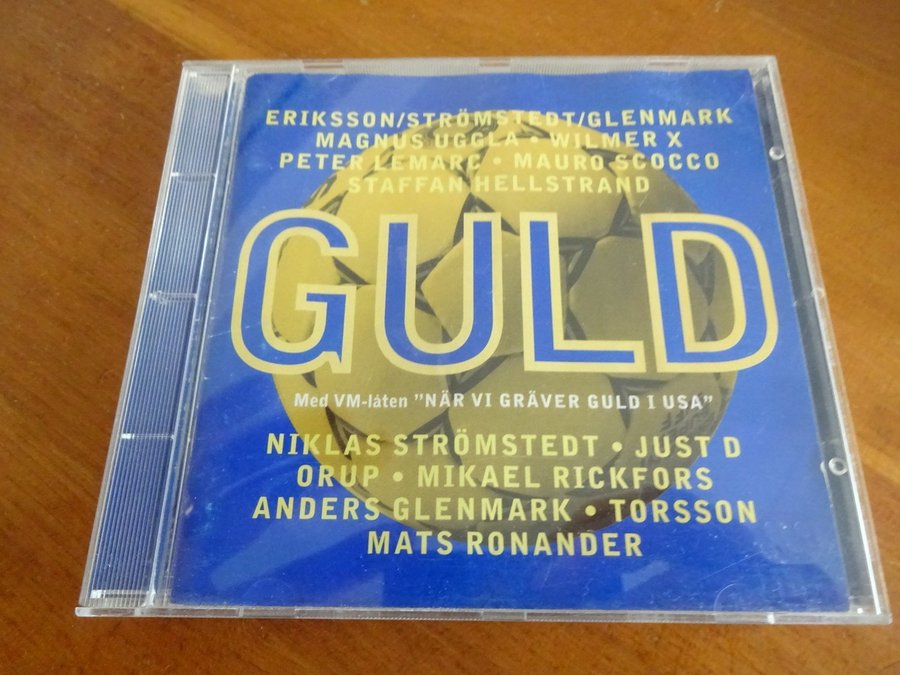 ERIKSSON/STRÖMSTEDT/GLENMARK
MAGNUS UGGLA • WILMER X
PETER LEMARC • MAURO SCOCCO
STAFFAN HELLSTRAND
GULD
Med VM-låten "NÄR VI GRÄVER GULD I USA"
NIKLAS STRÖMSTEDT • JUST D
ORUP • MIKAEL RICKFORS
ANDERS GLENMARK • TORSSON
MATS RONANDER